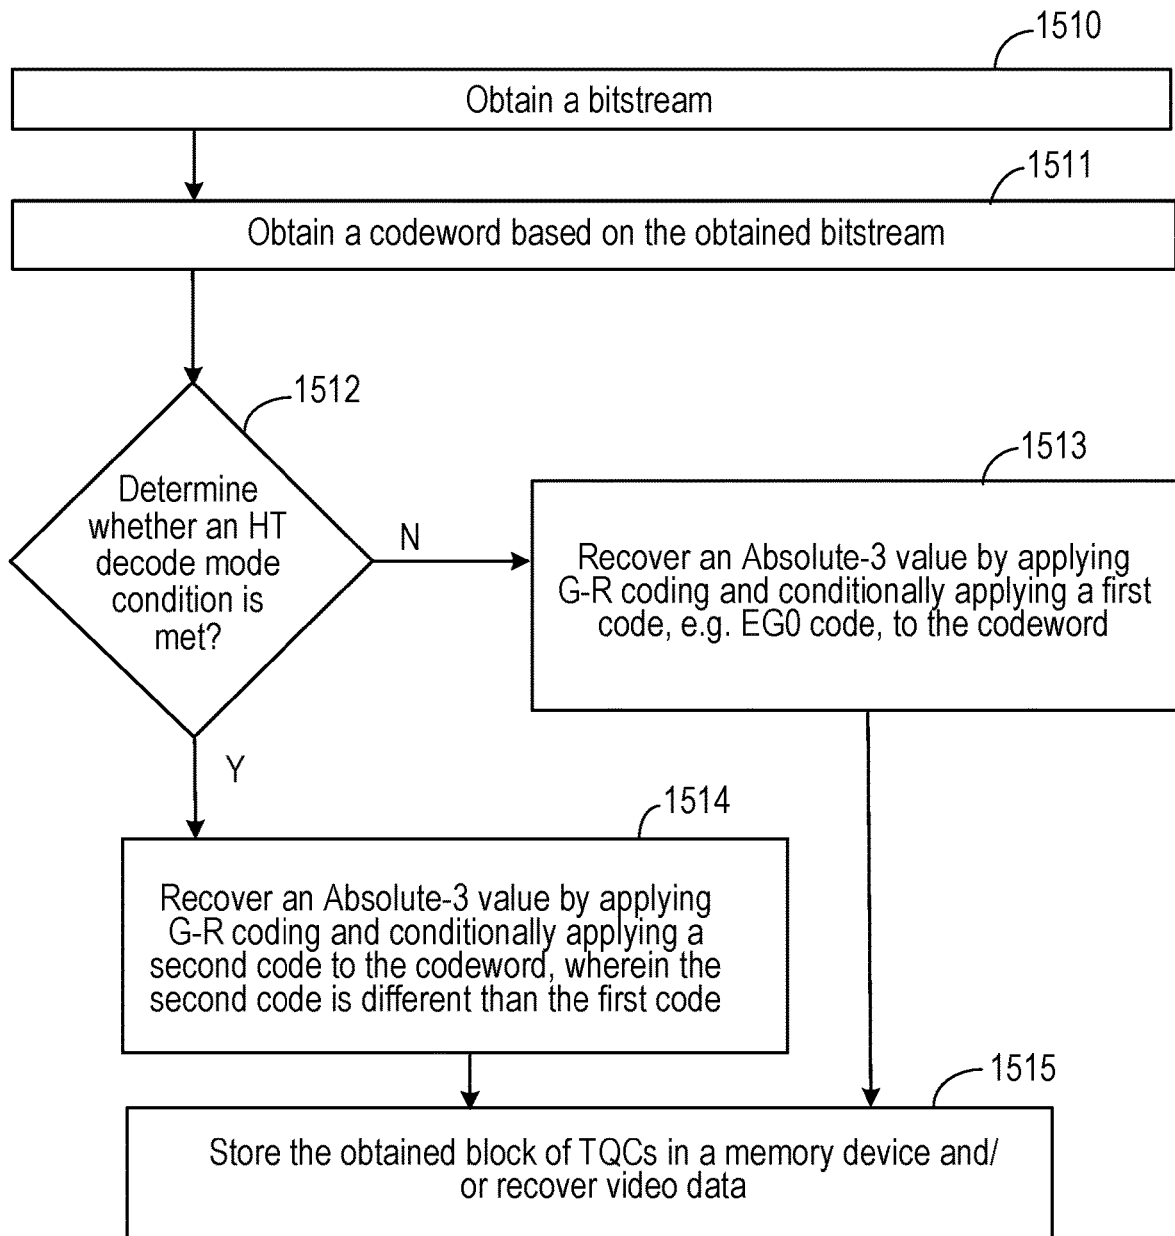 1510
Obtain a bitstream
1511
Obtain a codeword based on the obtained bitstream
1512
Determine
whether an HT
decode mode
condition is
met?
N
1513
Recover an Absolute-3 value by applying
G-R coding and conditionally applying a first
code, e.g. EG0 code, to the codeword
Y
1514
Recover an Absolute-3 value by applying
G-R coding and conditionally applying a
second code to the codeword, wherein the
second code is different than the first code
1515
Store the obtained block of TQCs in a memory device and/
or recover video data